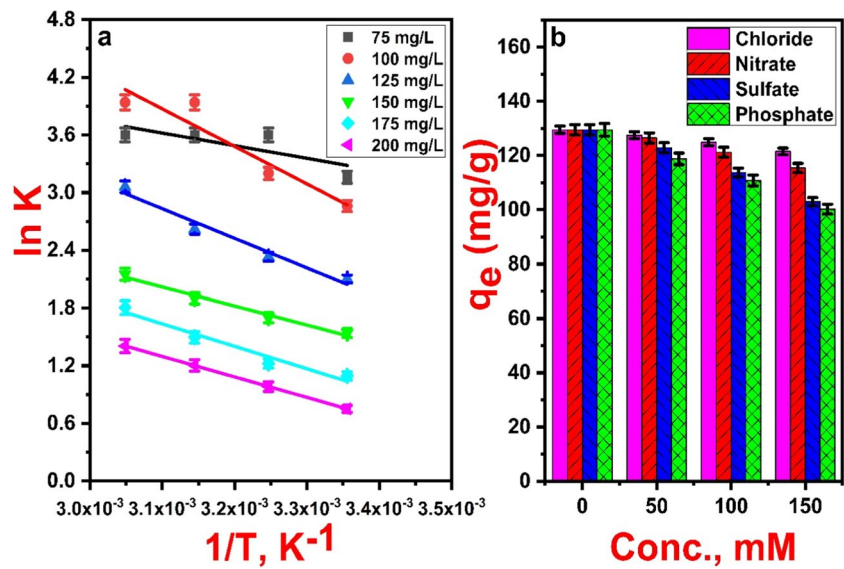 a
75 mg/L
100 mg/L
125 mg/L
150 mg/L
175 mg/L
200 mg/L
4.8
4.2
3.6
3.0
2.4
1.8
1.2
0.6
0.0
ln K
3.0x10⁻³ 3.1x10⁻³ 3.2x10⁻³ 3.3x10⁻³ 3.4x10⁻³ 3.5x10⁻³
1/T, K⁻¹
b
Chloride
Nitrate
Sulfate
Phosphate
160
140
120
100
80
60
40
20
0
qₑ (mg/g)
0 50 100 150
Conc., mM